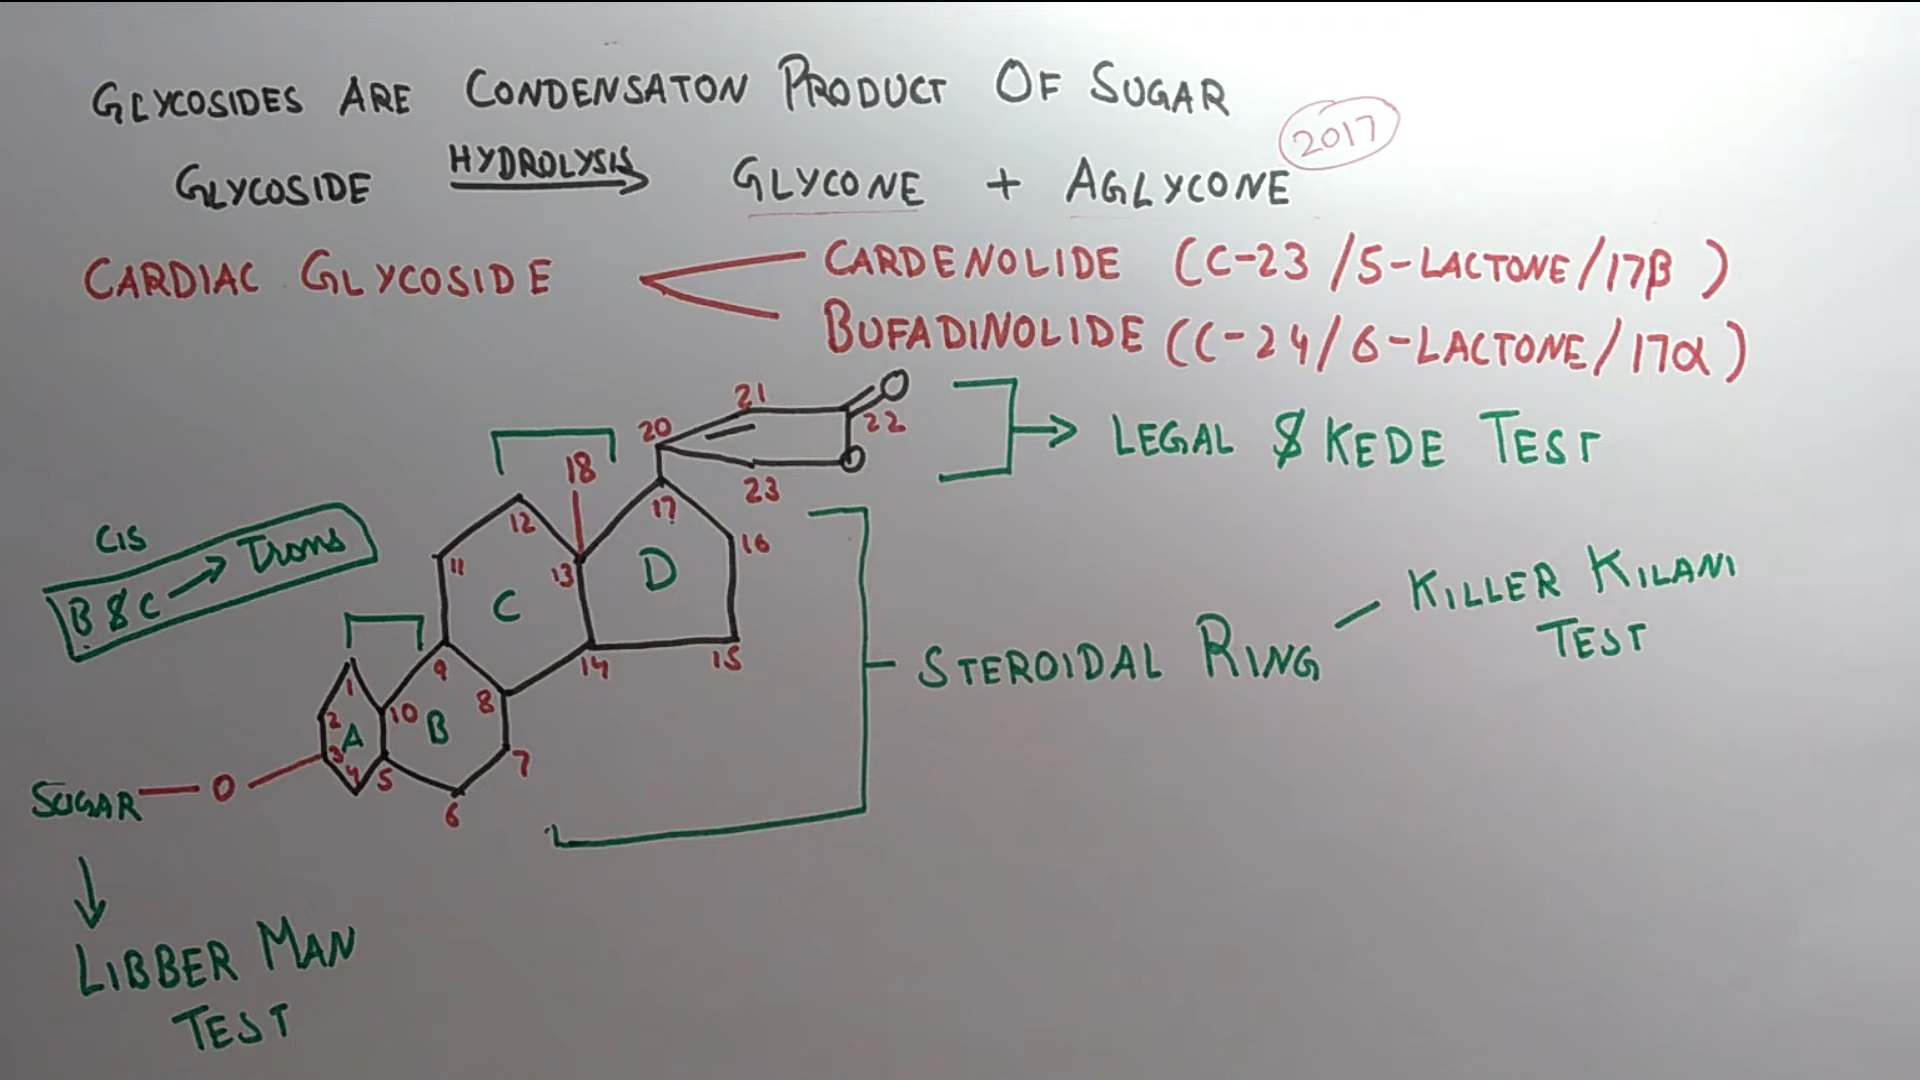 GLYCOSIDES ARE CONDENSATON PRODUCT OF SUGAR
2017
GLYCOSIDE HYDROLYSIS GLYCONE + AGLYCONE
CARDIAC GLYCOSIDE
CARDENOLIDE (C-23/5-LACTONE/17β)
BUFADINOLIDE (C-24/6-LACTONE/17α)
21 O
20 22
18 O
23
LEGAL & KEDE TEST
17
12
16
11 13 D
C
CIS
B & C → Trans
14 15
9
8
1
2 10 B
A
3
4 5 7
6
SUGAR — O
STEROIDAL RING
KILLER KILANI
TEST
LIBBER MAN
TEST